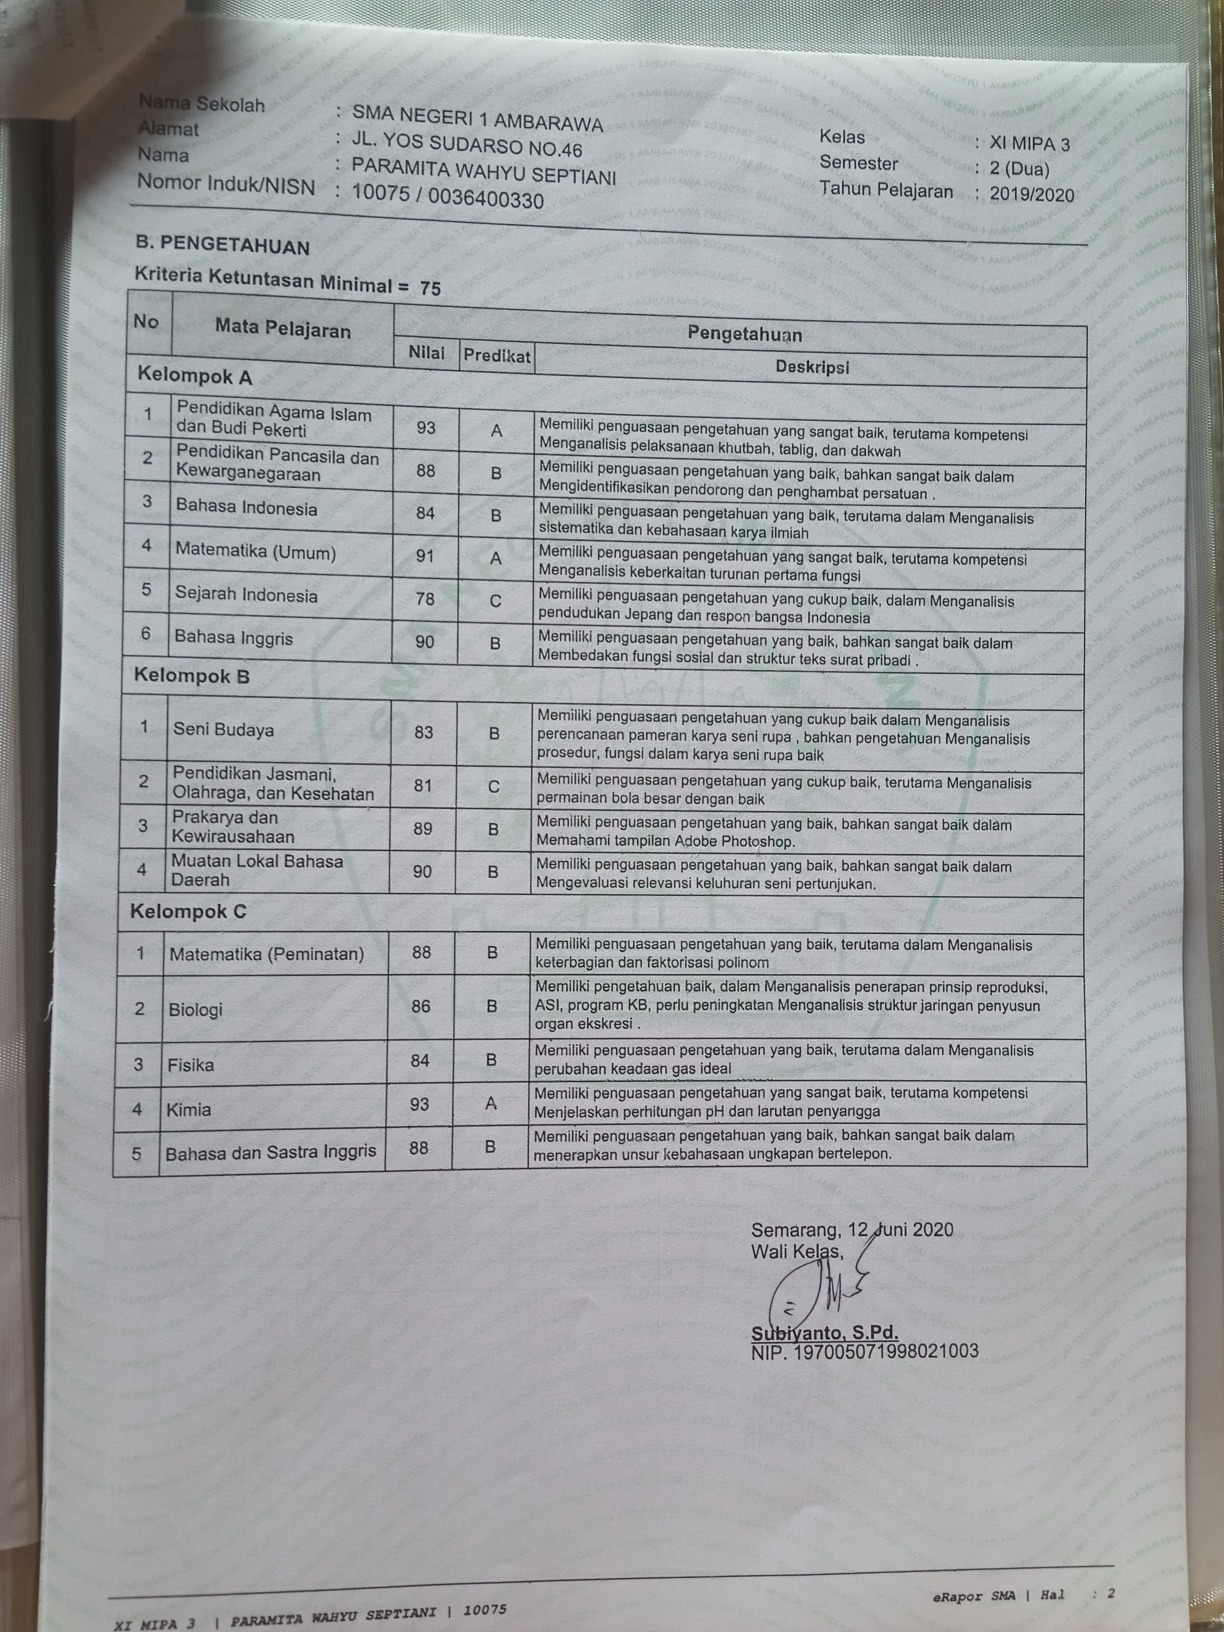 Nama Sekolah : SMA NEGERI 1 AMBARAWA
Alamat : JL. YOS SUDARSO NO.46
Nama : PARAMITA WAHYU SEPTIANI
Nomor Induk/NISN : 10075 / 0036400330
Kelas : XI MIPA 3
Semester : 2 (Dua)
Tahun Pelajaran : 2019/2020
B. PENGETAHUAN
Kriteria Ketuntasan Minimal = 75
No Mata Pelajaran Pengetahuan
Nilai Predikat Deskripsi
Kelompok A
1 Pendidikan Agama Islam dan Budi Pekerti 93 A Memiliki penguasaan pengetahuan yang sangat baik, terutama kompetensi
Menganalisis pelaksanaan khutbah, tablig, dan dakwah
2 Pendidikan Pancasila dan Kewarganegaraan 88 B Memiliki penguasaan pengetahuan yang baik, bahkan sangat baik dalam
Mengidentifikasikan pendorong dan penghambat persatuan .
3 Bahasa Indonesia 84 B Memiliki penguasaan pengetahuan yang baik, terutama dalam Menganalisis
sistematika dan kebahasaan karya ilmiah
4 Matematika (Umum) 91 A Memiliki penguasaan pengetahuan yang sangat baik, terutama kompetensi
Menganalisis keberkaitan turunan pertama fungsi
5 Sejarah Indonesia 78 C Memiliki penguasaan pengetahuan yang cukup baik, dalam Menganalisis
pendudukan Jepang dan respon bangsa Indonesia
6 Bahasa Inggris 90 B Memiliki penguasaan pengetahuan yang baik, bahkan sangat baik dalam
Membedakan fungsi sosial dan struktur teks surat pribadi .
Kelompok B
1 Seni Budaya 83 B Memiliki penguasaan pengetahuan yang cukup baik dalam Menganalisis
perencanaan pameran karya seni rupa , bahkan pengetahuan Menganalisis
prosedur, fungsi dalam karya seni rupa baik
2 Pendidikan Jasmani, Olahraga, dan Kesehatan 81 C Memiliki penguasaan pengetahuan yang cukup baik, terutama Menganalisis
permainan bola besar dengan baik
3 Prakarya dan Kewirausahaan 89 B Memiliki penguasaan pengetahuan yang baik, bahkan sangat baik dalam
Memahami tampilan Adobe Photoshop.
4 Muatan Lokal Bahasa Daerah 90 B Memiliki penguasaan pengetahuan yang baik, bahkan sangat baik dalam
Mengevaluasi relevansi keluhuran seni pertunjukan.
Kelompok C
1 Matematika (Peminatan) 88 B Memiliki penguasaan pengetahuan yang baik, terutama dalam Menganalisis
keterbagian dan faktorisasi polinom
2 Biologi 86 B Memiliki pengetahuan baik, dalam Menganalisis penerapan prinsip reproduksi,
ASI, program KB, perlu peningkatan Menganalisis struktur jaringan penyusun
organ ekskresi .
3 Fisika 84 B Memiliki penguasaan pengetahuan yang baik, terutama dalam Menganalisis
perubahan keadaan gas ideal
4 Kimia 93 A Memiliki penguasaan pengetahuan yang sangat baik, terutama kompetensi
Menjelaskan perhitungan pH dan larutan penyangga
5 Bahasa dan Sastra Inggris 88 B Memiliki penguasaan pengetahuan yang baik, bahkan sangat baik dalam
menerapkan unsur kebahasaan ungkapan bertelepon.
Semarang, 12 Juni 2020
Wali Kelas,
Subiyanto, S.Pd.
NIP. 197005071998021003
XI MIPA 3 | PARAMITA WAHYU SEPTIANI | 10075
eRapor SMA | Hal : 2